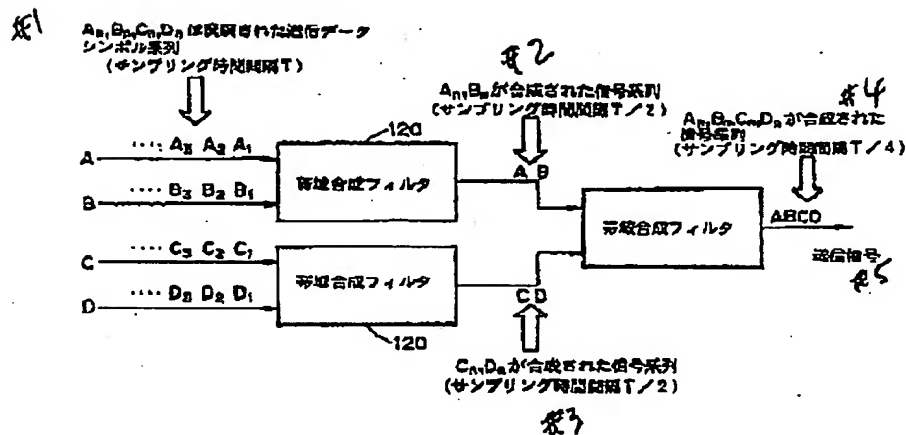 #1
An,Bn,Cn,Dnは変調された送信データ
シンボル系列
(サンプリング時間間隔T)
#2
An,Bnが合成された信号系列
(サンプリング時間間隔T/2)
#4
An,Bn,Cn,Dnが合成された
信号系列
(サンプリング時間間隔T/4)
120
A
‥‥ A3 A2 A1
B
‥‥ B3 B2 B1
帯域合成フィルタ
AB
C
‥‥ C3 C2 C1
D
‥‥ D3 D2 D1
帯域合成フィルタ
CD
120
帯域合成フィルタ
ABCD
送信信号
#5
Cn,Dnが合成された信号系列
(サンプリング時間間隔T/2)
#3